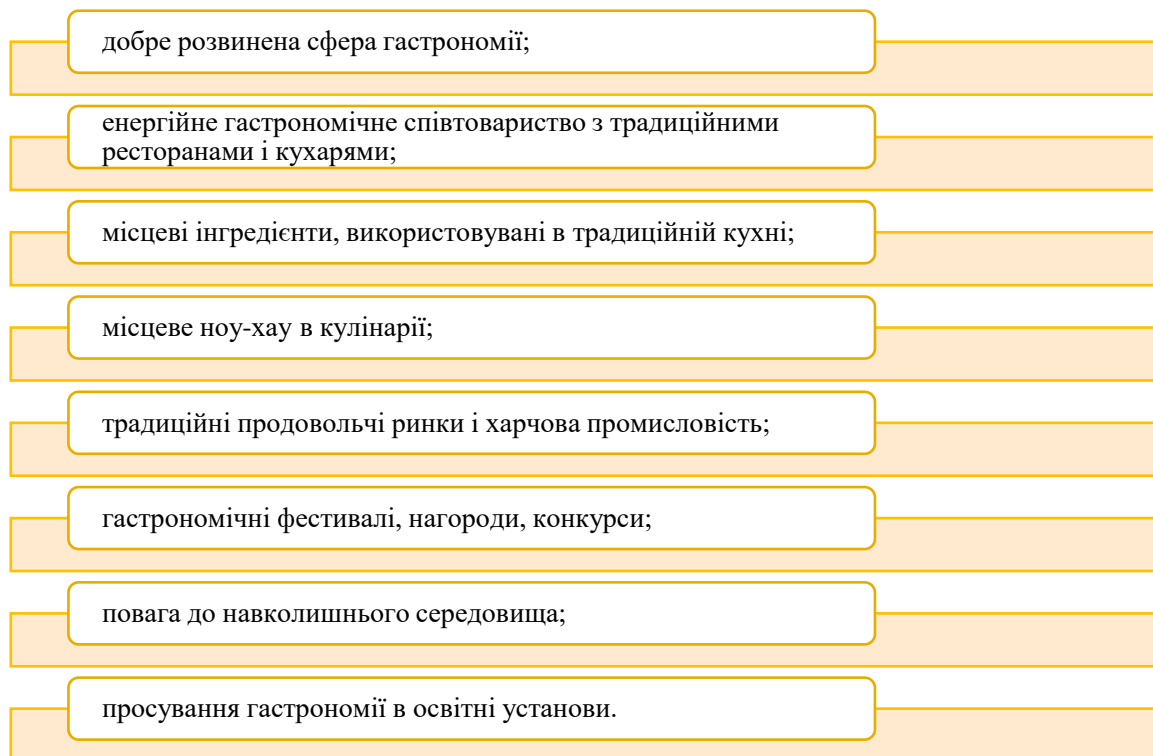 добре розвинена сфера гастрономії;
енергійне гастрономічне співтовариство з традиційними
ресторанами і кухарями;
місцеві інгредієнти, використовувані в традиційній кухні;
місцеве ноу-хау в кулінарії;
традиційні продовольчі ринки і харчова промисловість;
гастрономічні фестивалі, нагороди, конкурси;
повага до навколишнього середовища;
просування гастрономії в освітні установи.